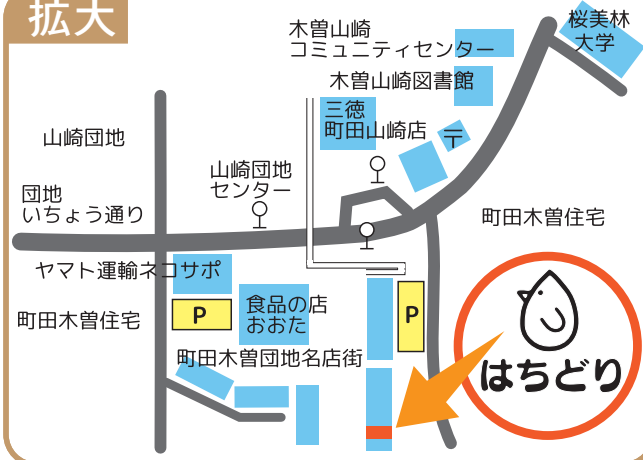 拡大
桜美林
大学
木曽山崎
コミュニティセンター
木曽山崎図書館
三徳
町田山崎店
〒
山崎団地
山崎団地
センター
団地
いちょう通り
町田木曽住宅
ヤマト運輸ネコサポ
町田木曽住宅
P
食品の店
おおた
P
町田木曽団地名店街
はちどり